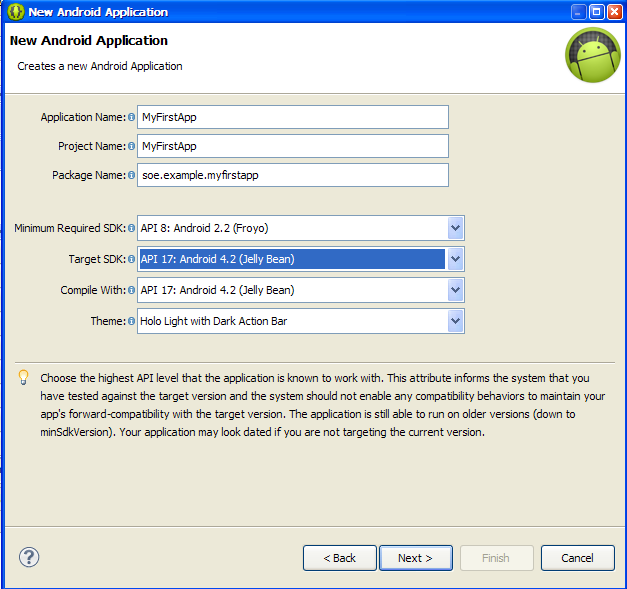 New Android Application
New Android Application
Creates a new Android Application
Application Name: MyFirstApp
Project Name: MyFirstApp
Package Name: soe.example.myfirstapp
Minimum Required SDK: API 8: Android 2.2 (Froyo)
Target SDK: API 17: Android 4.2 (Jelly Bean)
Compile With: API 17: Android 4.2 (Jelly Bean)
Theme: Holo Light with Dark Action Bar
Choose the highest API level that the application is known to work with. This attribute informs the system that you
have tested against the target version and the system should not enable any compatibility behaviors to maintain your
app's forward-compatibility with the target version. The application is still able to run on older versions (down to
minSdkVersion). Your application may look dated if you are not targeting the current version.
? < Back Next > Finish Cancel